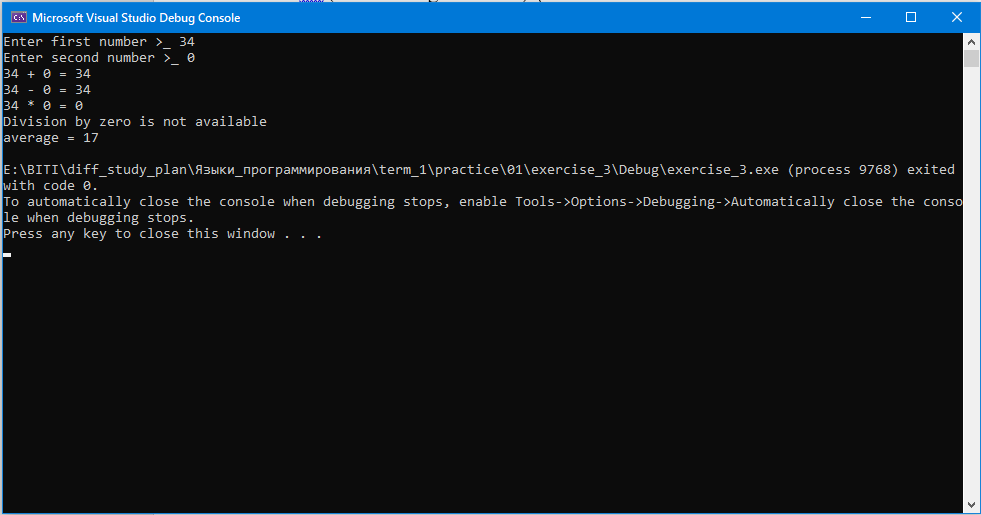 Microsoft Visual Studio Debug Console
Enter first number >_ 34
Enter second number >_ 0
34 + 0 = 34
34 - 0 = 34
34 * 0 = 0
Division by zero is not available
average = 17
E:\BITI\diff_study_plan\Языки_программирования\term_1\practice\01\exercise_3\Debug\exercise_3.exe (process 9768) exited
with code 0.
To automatically close the console when debugging stops, enable Tools->Options->Debugging->Automatically close the conso
le when debugging stops.
Press any key to close this window . . .